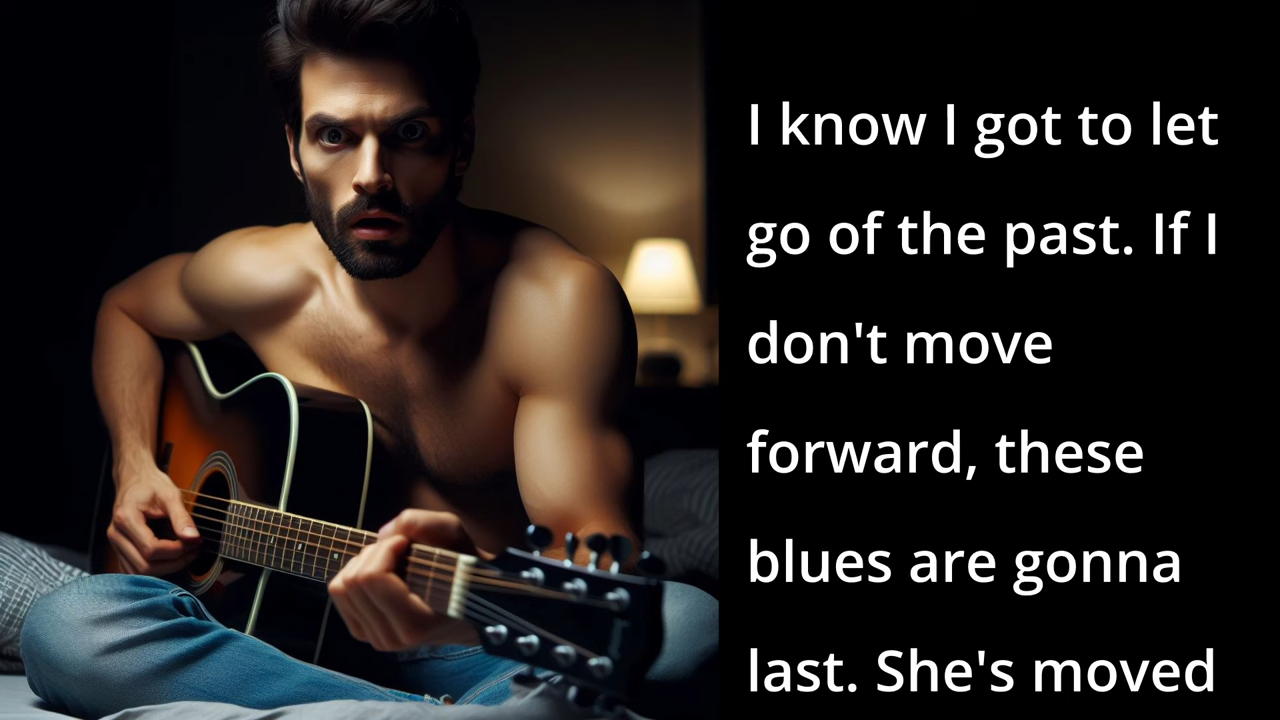 I know I got to let
go of the past. If I
don't move
forward, these
blues are gonna
last. She's moved